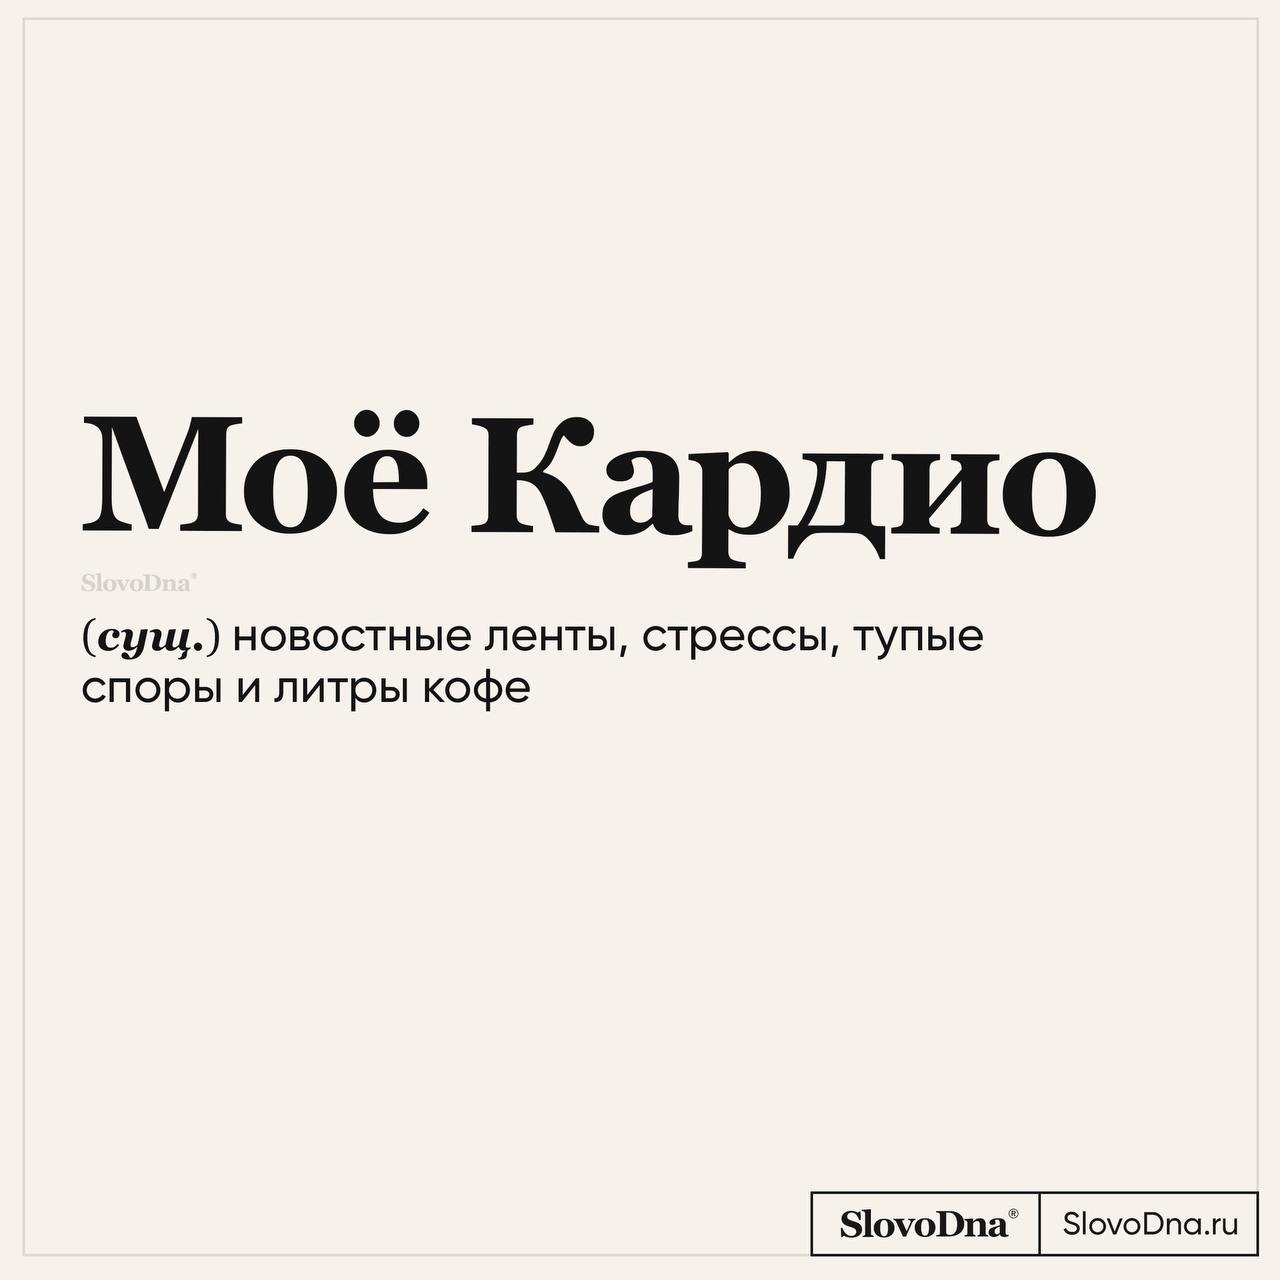 Моё Кардио
SlovoDna®
(сущ.) новостные ленты, стрессы, тупые
споры и литры кофе
SlovoDna® SlovoDna.ru